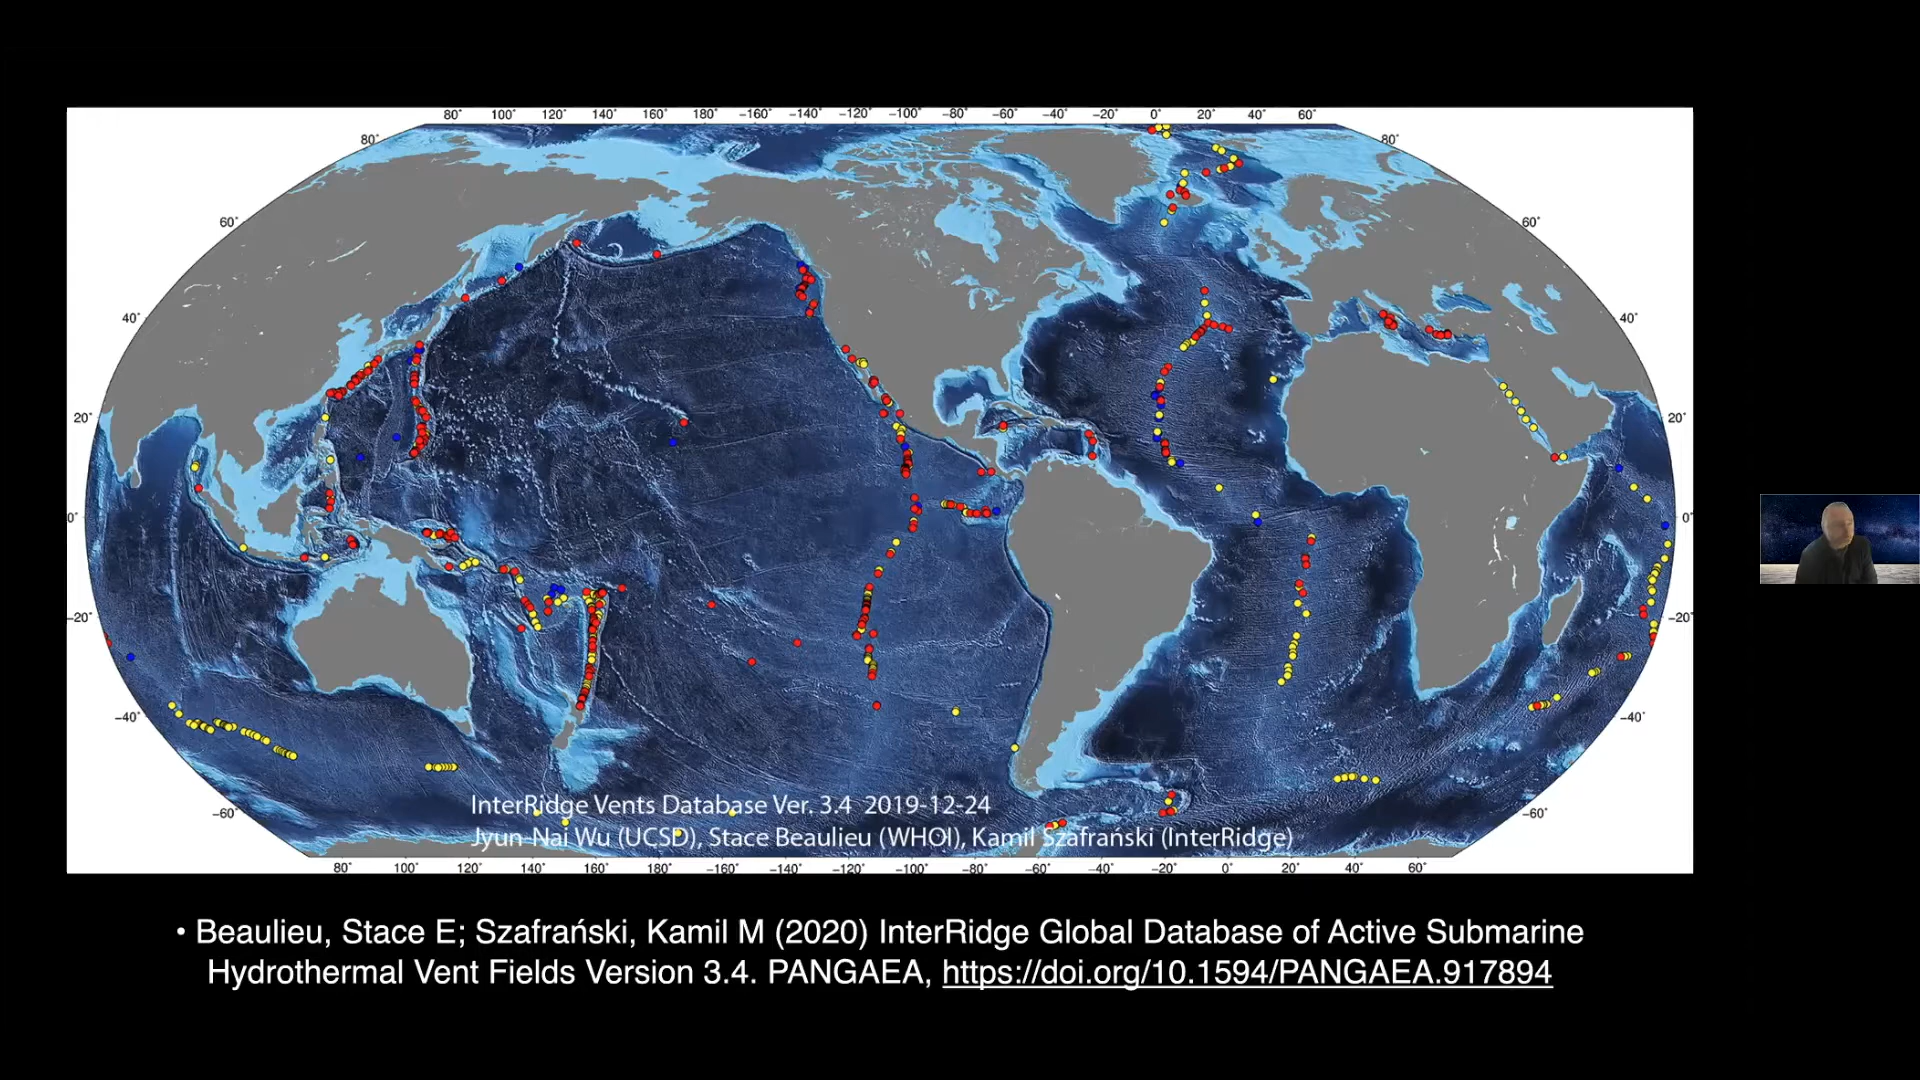 80° 100° 120° 140° 160° 180° −160° −140° −120° −100° −80° −60° −40° −20° 0° 20° 40° 60°
80° 80°
60° 60°
40° 40°
20° 20°
0° 0°
−20° −20°
−40° −40°
−60° −60°
InterRidge Vents Database Ver. 3.4 2019-12-24
Jyun-Nai Wu (UCSD), Stace Beaulieu (WHOI), Kamil Szafrański (InterRidge)
80° 100° 120° 140° 160° 180° −160° −140° −120° −100° −80° −60° −40° −20° 0° 20° 40° 60°
• Beaulieu, Stace E; Szafrański, Kamil M (2020) InterRidge Global Database of Active Submarine
Hydrothermal Vent Fields Version 3.4. PANGAEA, https://doi.org/10.1594/PANGAEA.917894